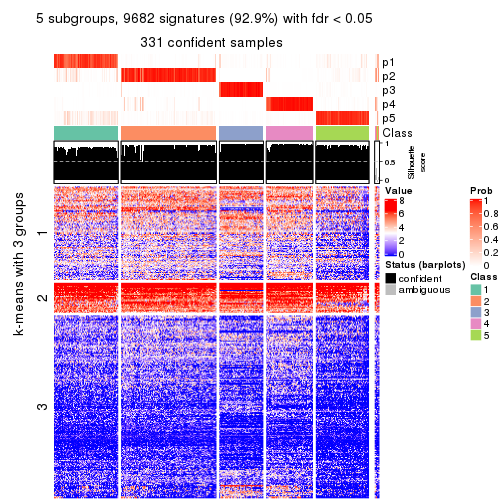 5 subgroups, 9682 signatures (92.9%) with fdr < 0.05
331 confident samples
p1
p2
p3
p4
p5
Class
1
0.5
0
Silhouette
score
k-means with 3 groups
1
2
3
Value
8
6
4
2
0
Status (barplots)
confident
ambiguous
Prob
1
0.8
0.6
0.4
0.2
0
Class
1
2
3
4
5